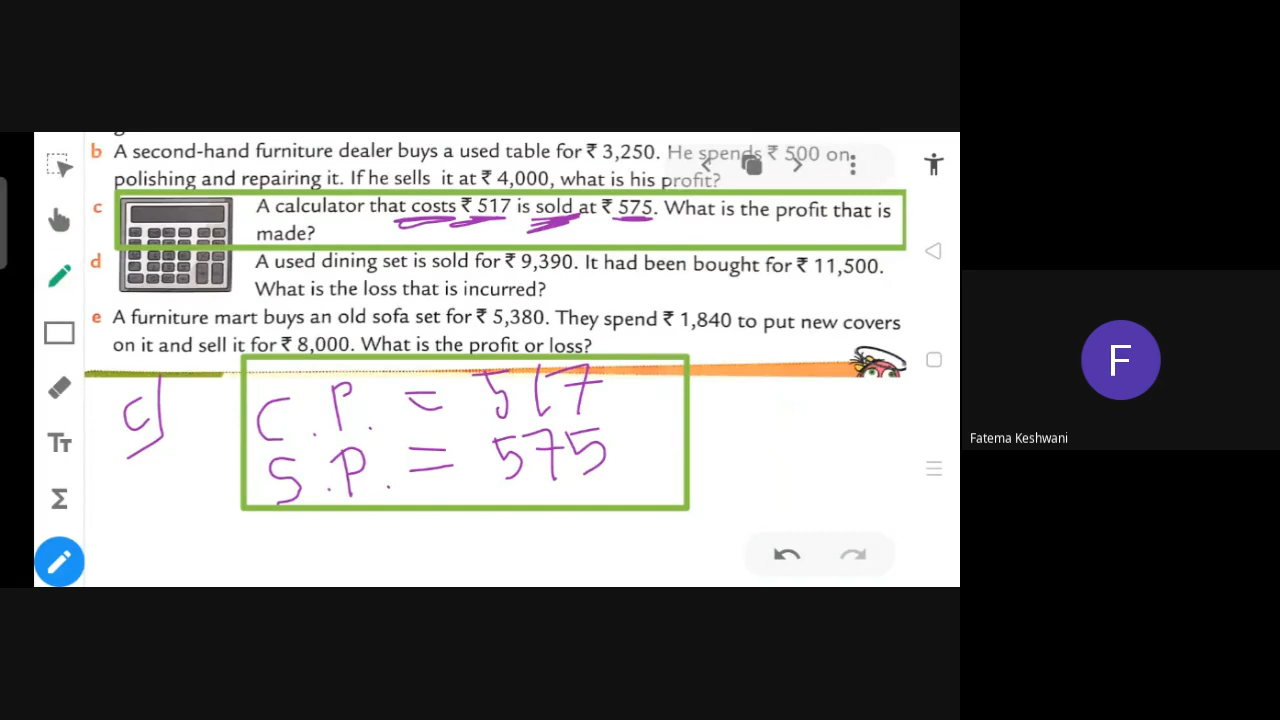 b A second-hand furniture dealer buys a used table for ₹ 3,250. He spends ₹ 500 on
polishing and repairing it. If he sells it at ₹ 4,000, what is his profit?
c A calculator that costs ₹ 517 is sold at ₹ 575. What is the profit that is
made?
d A used dining set is sold for ₹ 9,390. It had been bought for ₹ 11,500.
What is the loss that is incurred?
e A furniture mart buys an old sofa set for ₹ 5,380. They spend ₹ 1,840 to put new covers
on it and sell it for ₹ 8,000. What is the profit or loss?
c) C.P. = 517
S.P. = 575
Tт
Σ
F
Fatema Keshwani